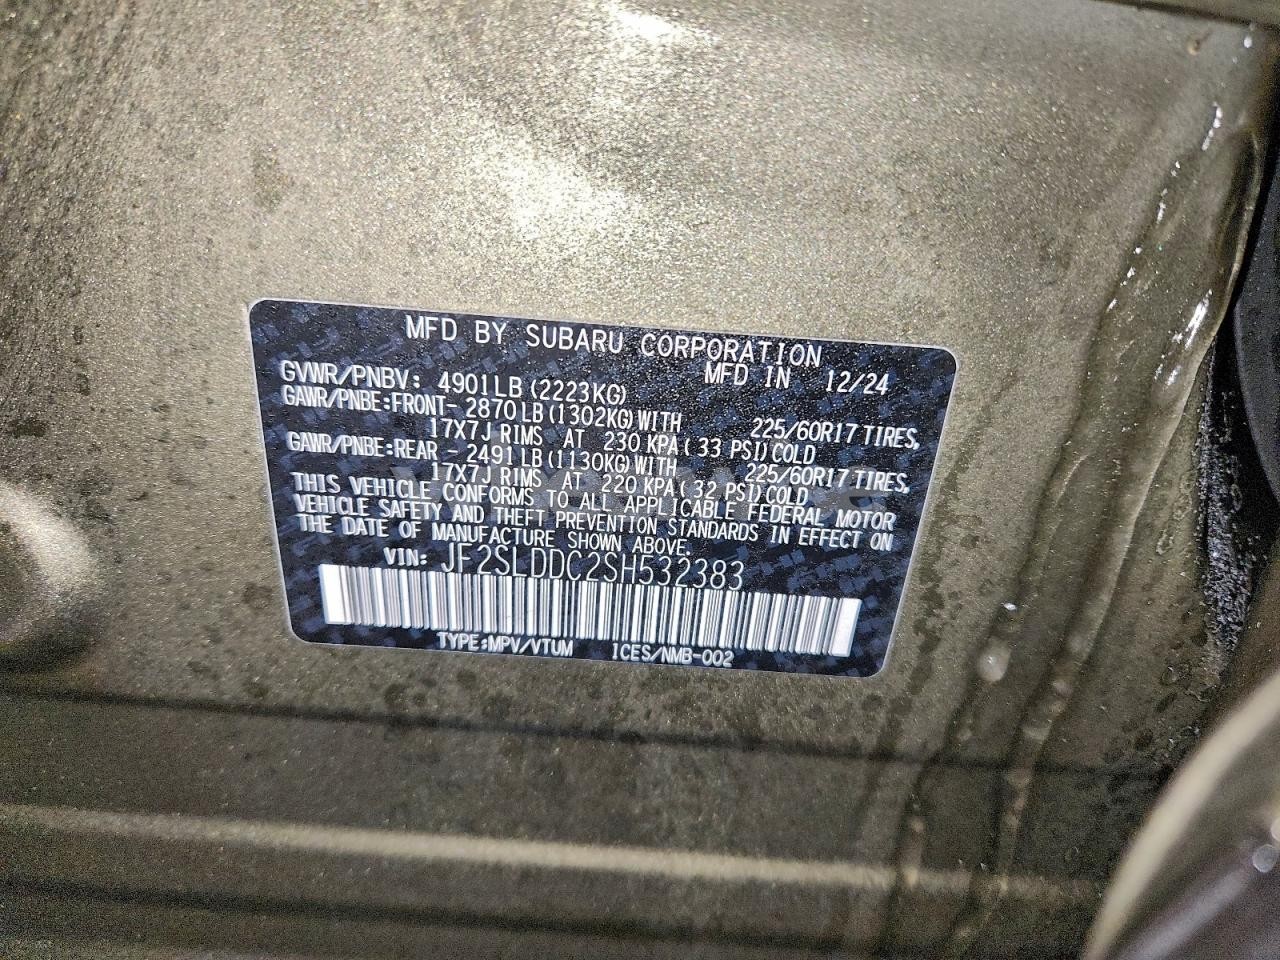 MFD BY SUBARU CORPORATION
MFD IN 12/24
GVWR/PNBV: 4901LB (2223KG)
GAWR/PNBE:FRONT- 2870LB (1302KG) WITH 225/60R17 TIRES,
17X7J RIMS AT 230 KPA (33 PSI) COLD
GAWR/PNBE:REAR - 2491LB (1130KG) WITH 225/60R17 TIRES,
17X7J RIMS AT 220 KPA (32 PSI) COLD
THIS VEHICLE CONFORMS TO ALL APPLICABLE FEDERAL MOTOR
VEHICLE SAFETY AND THEFT PREVENTION STANDARDS IN EFFECT ON
THE DATE OF MANUFACTURE SHOWN ABOVE.
VIN: JF2SLDDC2SH532383
TYPE:MPV/VTUM ICES/NMB-002